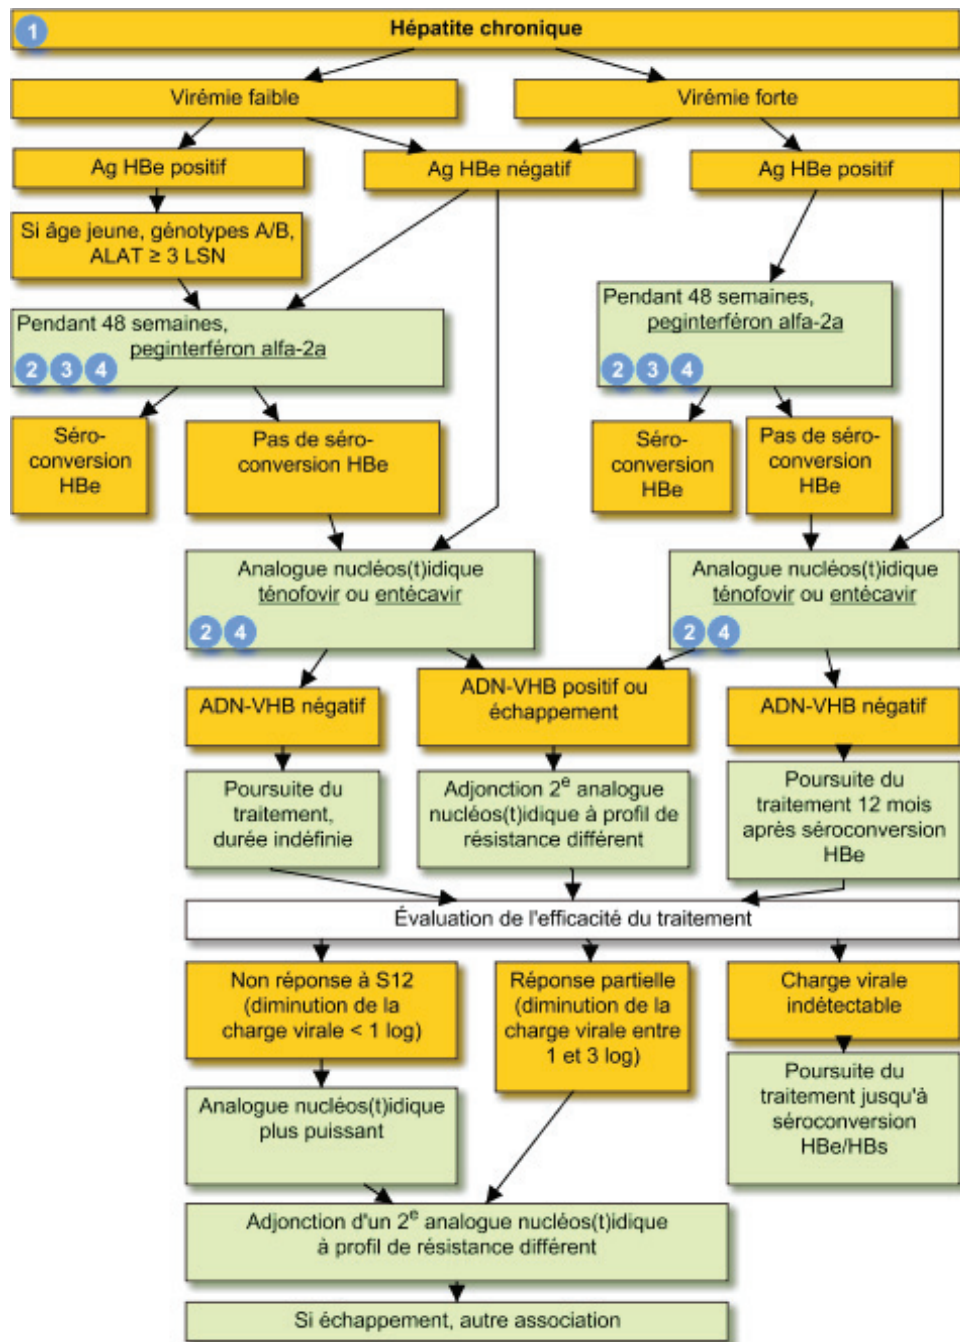 1
Hépatite chronique
Virémie faible
Virémie forte
Ag HBe positif
Ag HBe négatif
Ag HBe positif
Si âge jeune, génotypes A/B,
ALAT ≥ 3 LSN
Pendant 48 semaines,
peginterféron alfa-2a
2 3 4
Pendant 48 semaines,
peginterféron alfa-2a
2 3 4
Séro-
conversion
HBe
Pas de séro-
conversion HBe
Séro-
conversion
HBe
Pas de séro-
conversion
HBe
Analogue nucléos(t)idique
ténofovir ou entécavir
2 4
Analogue nucléos(t)idique
ténofovir ou entécavir
2 4
ADN-VHB négatif
ADN-VHB positif ou
échappement
ADN-VHB négatif
Poursuite du
traitement,
durée indéfinie
Adjonction 2e analogue
nucléos(t)idique à profil de
résistance différent
Poursuite du
traitement 12 mois
après séroconversion
HBe
Évaluation de l'efficacité du traitement
Non réponse à S12
(diminution de la
charge virale < 1 log)
Réponse partielle
(diminution de la
charge virale entre
1 et 3 log)
Charge virale
indétectable
Analogue nucléos(t)idique
plus puissant
Poursuite du
traitement jusqu'à
séroconversion
HBe/HBs
Adjonction d'un 2e analogue nucléos(t)idique
à profil de résistance différent
Si échappement, autre association